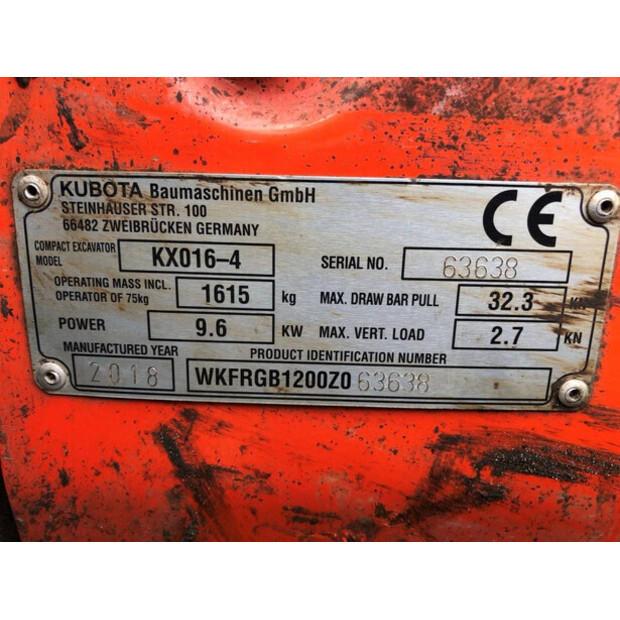 KUBOTA Baumaschinen GmbH
STEINHAUSER STR. 100
66482 ZWEIBRÜCKEN GERMANY
CE
COMPACT EXCAVATOR MODEL KX016-4 SERIAL NO. 63638
OPERATING MASS INCL. OPERATOR OF 75kg 1615 kg MAX. DRAW BAR PULL 32.3 KN
POWER 9.6 KW MAX. VERT. LOAD 2.7 KN
MANUFACTURED YEAR PRODUCT IDENTIFICATION NUMBER
2018 WKFRGB1200Z063638